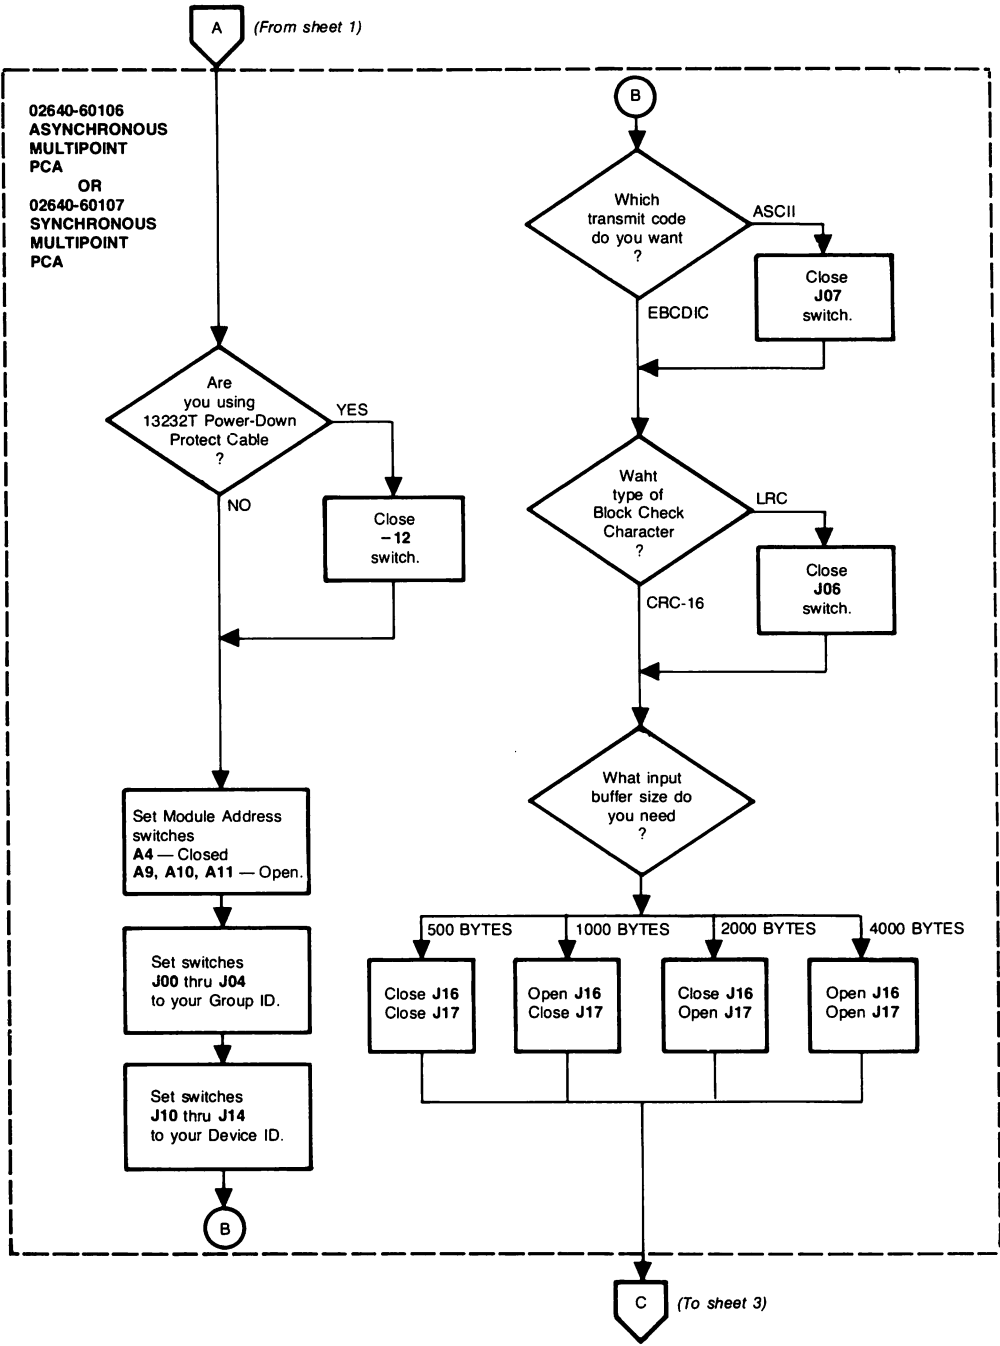 A (From sheet 1)
02640-60106
ASYNCHRONOUS
MULTIPOINT
PCA
OR
02640-60107
SYNCHRONOUS
MULTIPOINT
PCA
Are
you using
13232T Power-Down
Protect Cable
?
YES
NO
Close
–12
switch.
Set Module Address
switches
A4 — Closed
A9, A10, A11 — Open.
Set switches
J00 thru J04
to your Group ID.
Set switches
J10 thru J14
to your Device ID.
B
B
Which
transmit code
do you want
?
ASCII
EBCDIC
Close
J07
switch.
Waht
type of
Block Check
Character
?
LRC
CRC-16
Close
J06
switch.
What input
buffer size do
you need
?
500 BYTES
1000 BYTES
2000 BYTES
4000 BYTES
Close J16
Close J17
Open J16
Close J17
Close J16
Open J17
Open J16
Open J17
C (To sheet 3)